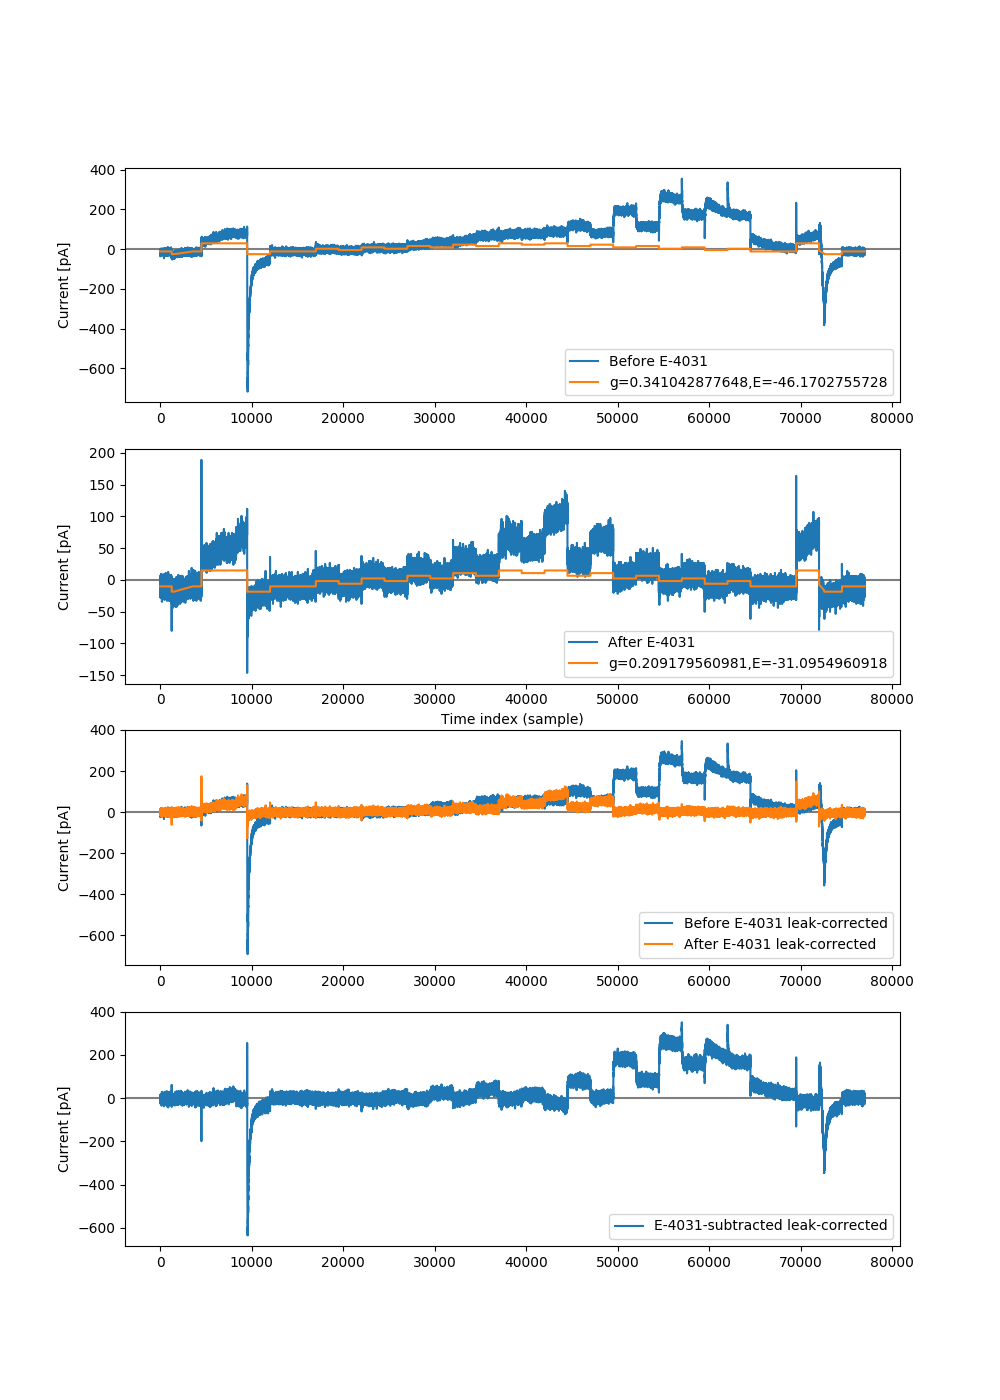 400
200
0
−200
−400
−600
Current [pA]
Before E-4031
g=0.341042877648,E=-46.1702755728
0 10000 20000 30000 40000 50000 60000 70000 80000
200
150
100
50
0
−50
−100
−150
Current [pA]
After E-4031
g=0.209179560981,E=-31.0954960918
0 10000 20000 30000 40000 50000 60000 70000 80000
Time index (sample)
400
200
0
−200
−400
−600
Current [pA]
Before E-4031 leak-corrected
After E-4031 leak-corrected
0 10000 20000 30000 40000 50000 60000 70000 80000
400
200
0
−200
−400
−600
Current [pA]
E-4031-subtracted leak-corrected
0 10000 20000 30000 40000 50000 60000 70000 80000